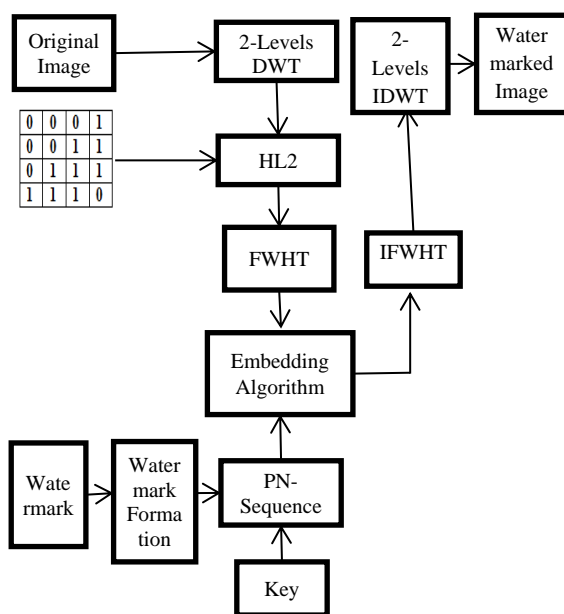 Original
Image
2-Levels
DWT
2-
Levels
IDWT
Water
marked
Image
0 0 0 1
0 0 1 1
0 1 1 1
1 1 1 0
HL2
FWHT
IFWHT
Embedding
Algorithm
Wate
rmark
Water
mark
Forma
tion
PN-
Sequence
Key